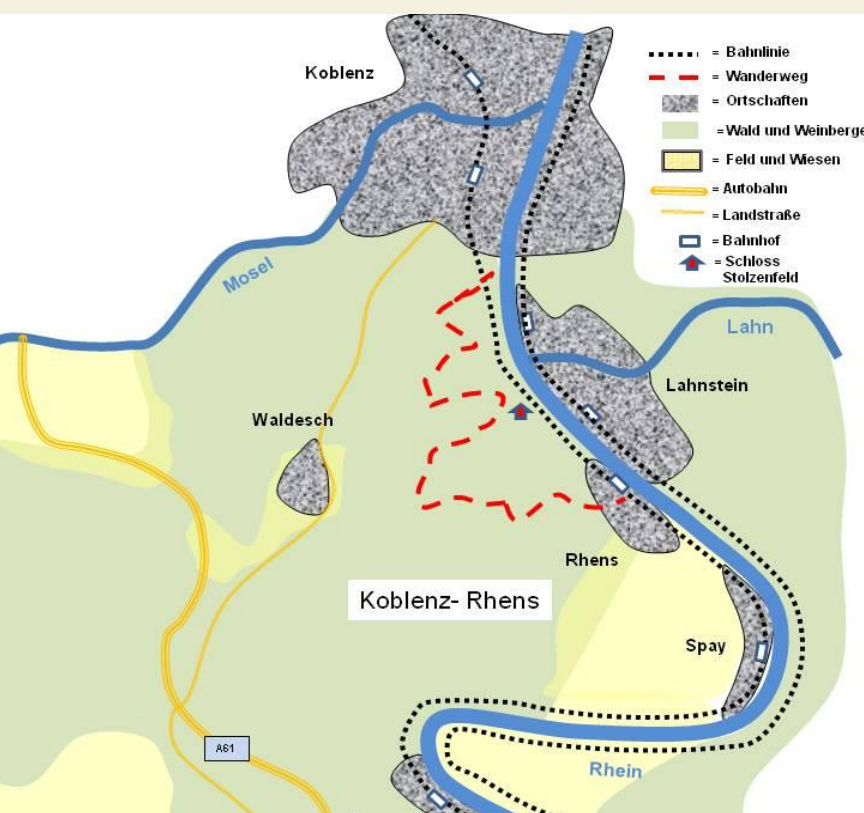 Koblenz
= Bahnlinie
= Wanderweg
= Ortschaften
= Wald und Weinberge
= Feld und Wiesen
= Autobahn
= Landstraße
= Bahnhof
= Schloss
Stolzenfeld
Mosel
Lahn
Lahnstein
Waldesch
Rhens
Koblenz- Rhens
Spay
A61
Rhein